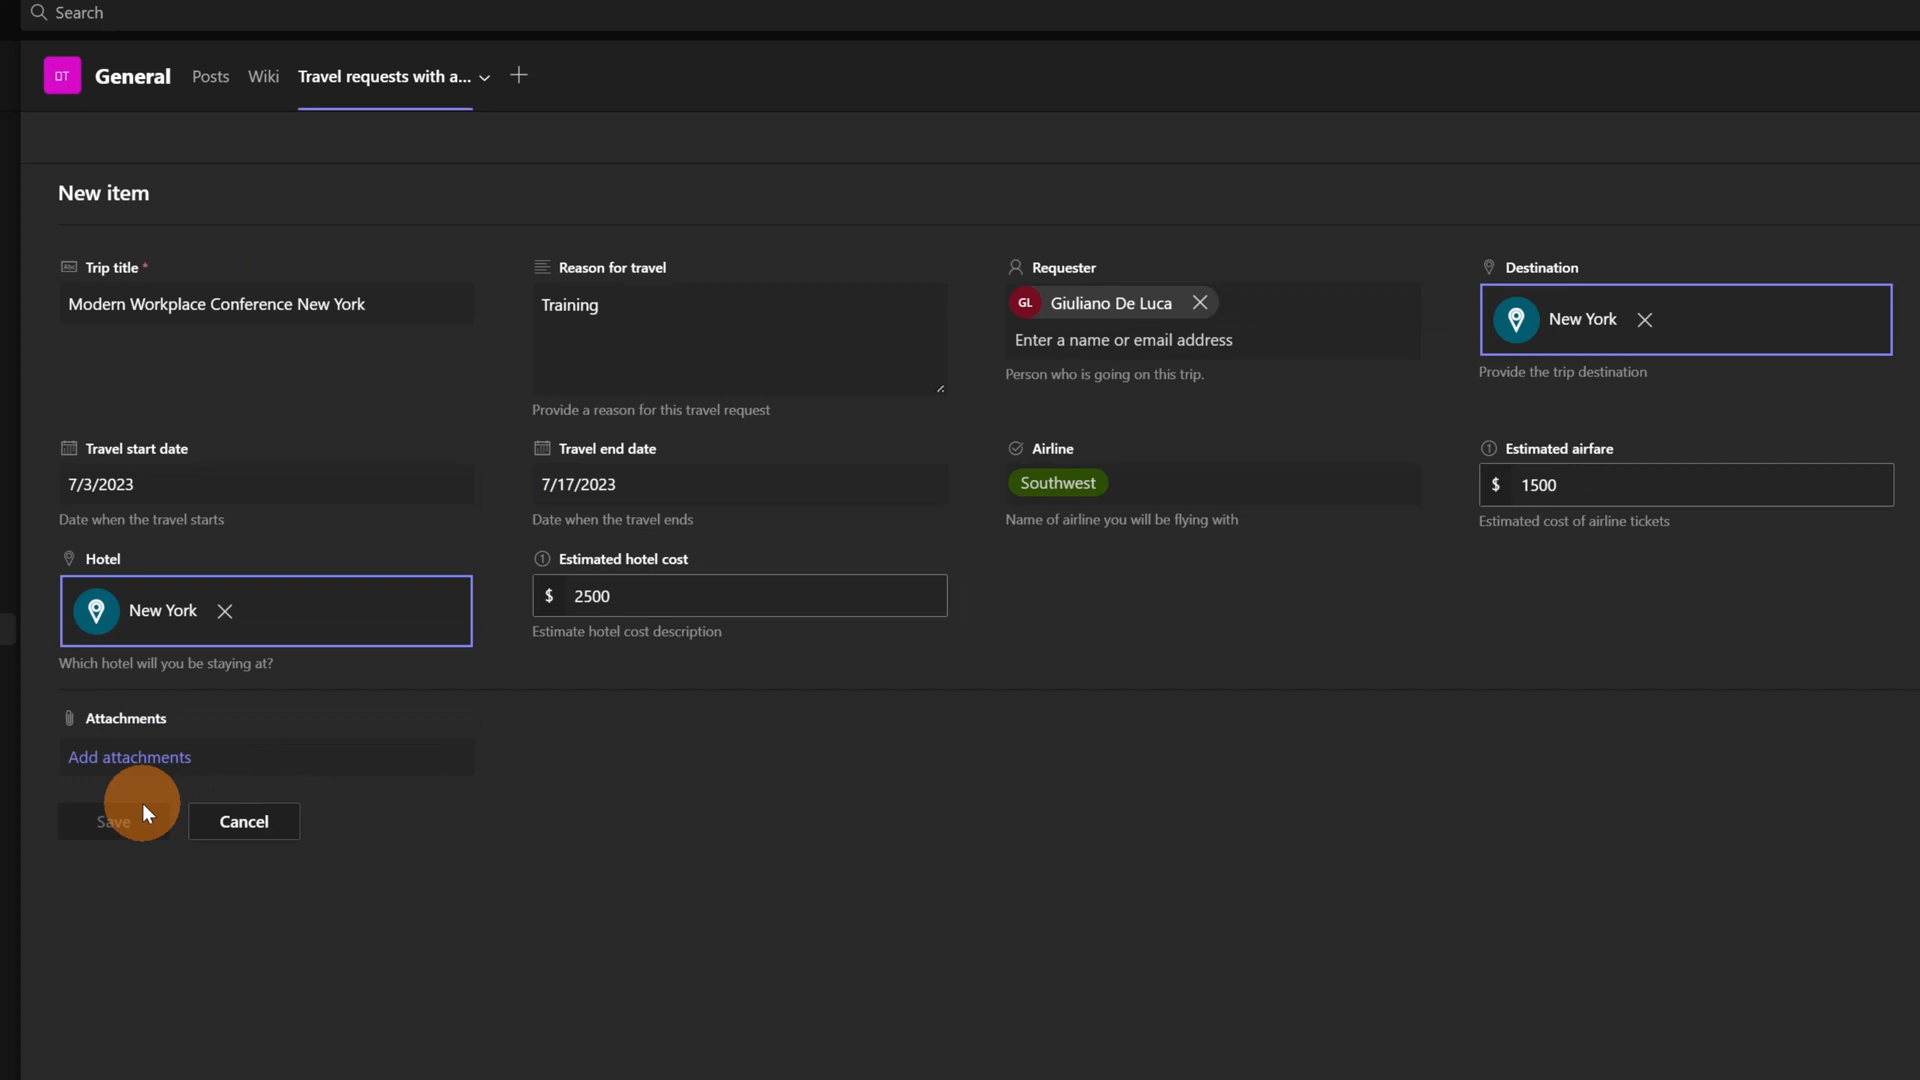 Search
DT General Posts Wiki Travel requests with a...
New item
Abc Trip title *
Modern Workplace Conference New York
Reason for travel
Training
Provide a reason for this travel request
Requester
GL Giuliano De Luca
Enter a name or email address
Person who is going on this trip.
Destination
New York
Provide the trip destination
Travel start date
7/3/2023
Date when the travel starts
Travel end date
7/17/2023
Date when the travel ends
Airline
Southwest
Name of airline you will be flying with
Estimated airfare
$ 1500
Estimated cost of airline tickets
Hotel
New York
Which hotel will you be staying at?
Estimated hotel cost
$ 2500
Estimate hotel cost description
Attachments
Add attachments
Save Cancel